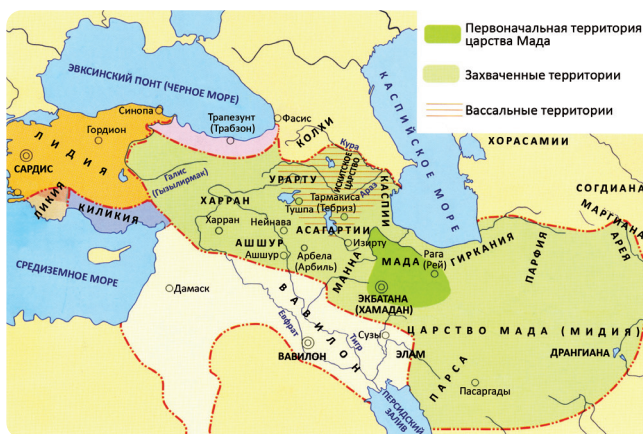 Первоначальная территория
царства Мада
Захваченные территории
Вассальные территории
ЭВКСИНСКИЙ ПОНТ (ЧЕРНОЕ МОРЕ)
КАСПИЙСКОЕ МОРЕ
ХОРАСАМИИ
СОГДИАНА
МАРГИАНА
АРЕЯ
Синопа
Трапезунт
(Трабзон)
Фасис
КОЛХИ
Кура
ЛИДИЯ
Гордион
САРДИС
Галис
(Гызылирмак)
УРАРТУ
ИСКИТСКОЕ
ЦАРСТВО
Араз
КАСПИИ
Тармакиса
(Тебриз)
Тушпа
ЛИКИЯ
КИЛИКИЯ
ХАРРАН
Харран
Нейнава
АСАГАРТИИ
Изирту
АШШУР
Ашшур
Арбела
(Арбиль)
МАННА
МАДА
Рага
(Рей)
ГИРКАНИЯ
ПАРФИЯ
СРЕДИЗЕМНОЕ МОРЕ
Дамаск
ЭКБАТАНА
(ХАМАДАН)
ВАВИЛОН
Евфрат
Тигр
ВАВИЛОН
Сузы
ЭЛАМ
ЦАРСТВО МАДА (МИДИЯ)
ДРАНГИАНА
ПАРСА
Пасаргады
ПЕРСИДСКИЙ
ЗАЛИВ